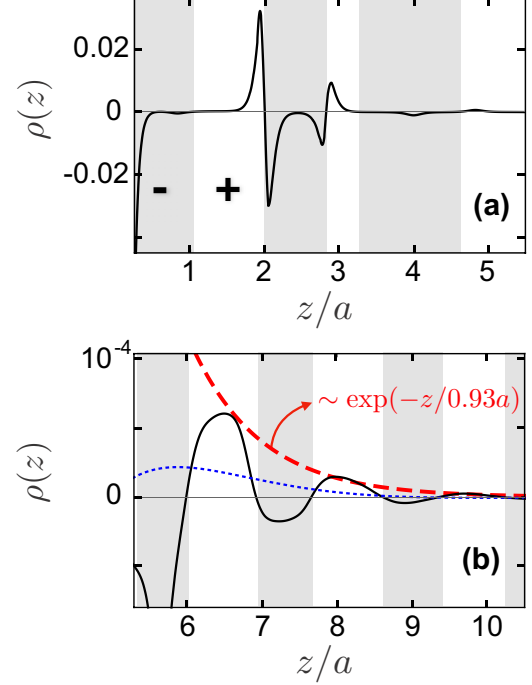 0.02
0
-0.02
ρ(z)
-
+
(a)
1 2 3 4 5
z/a
10⁻⁴
0
ρ(z)
∼ exp(−z/0.93a)
(b)
6 7 8 9 10
z/a